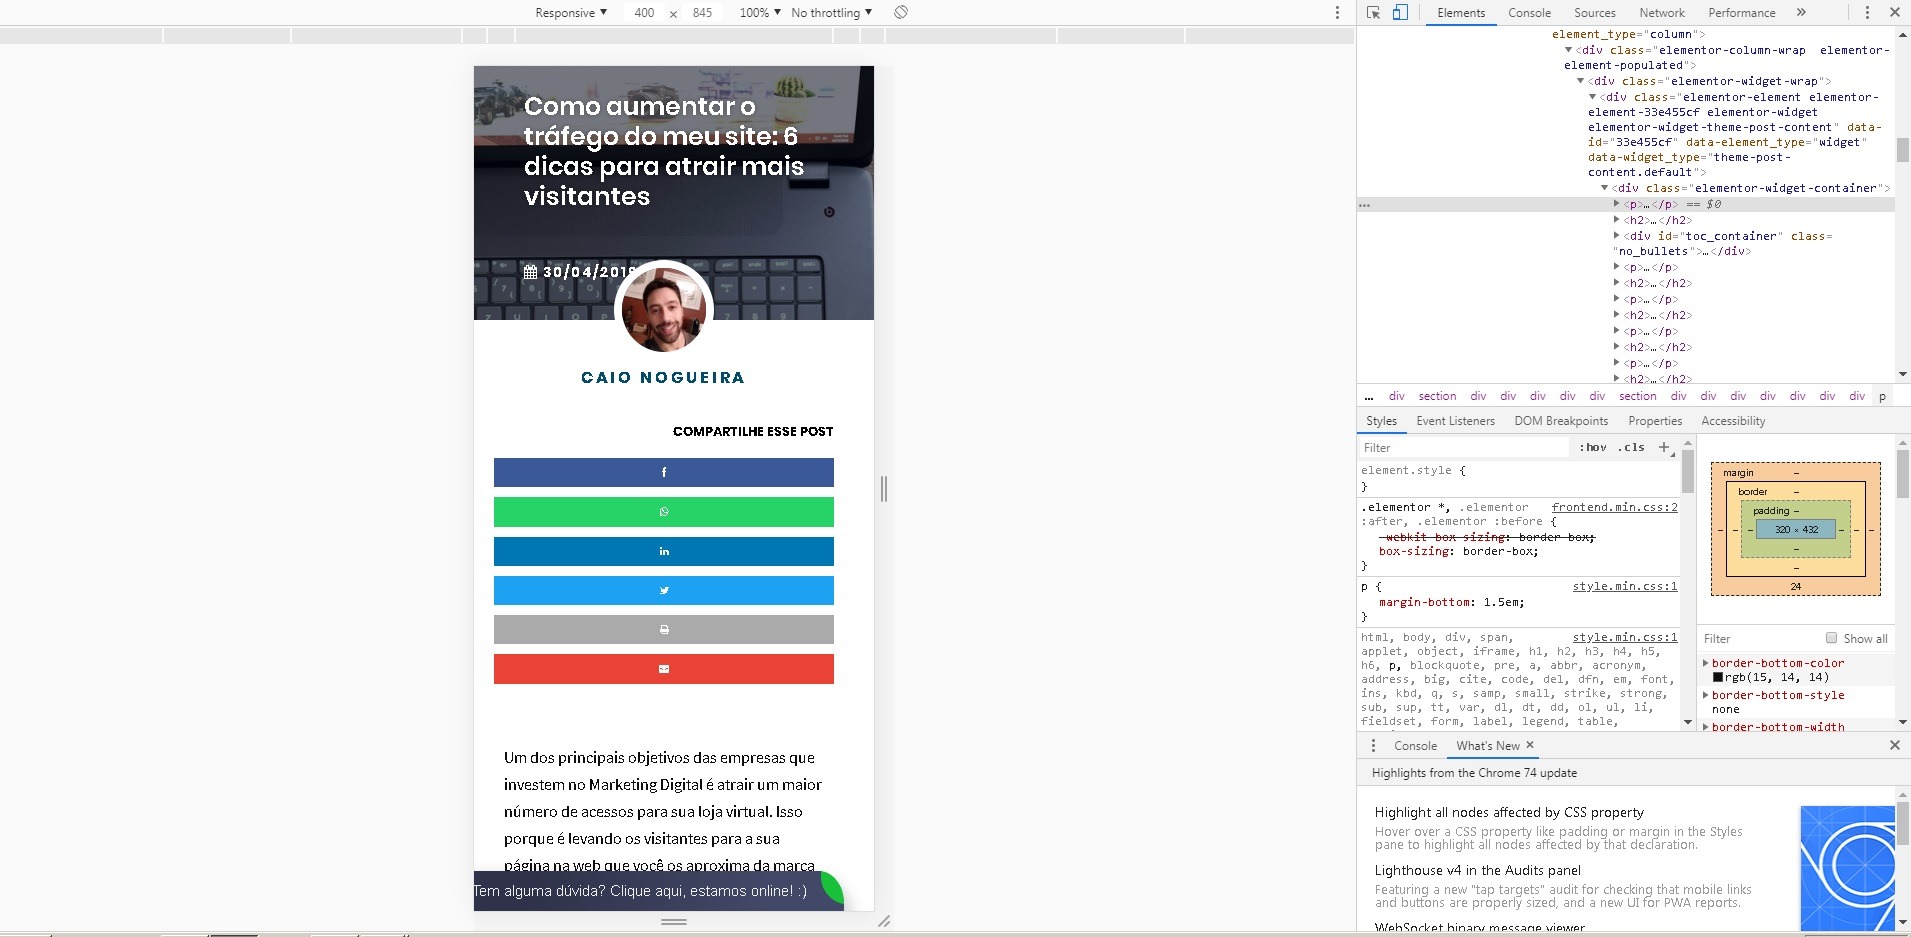 Responsive ▼ 400 x 845 100% ▼ No throttling ▼
Elements Console Sources Network Performance »
Como aumentar o
tráfego do meu site: 6
dicas para atrair mais
visitantes
30/04/2019
CAIO NOGUEIRA
COMPARTILHE ESSE POST
Um dos principais objetivos das empresas que
investem no Marketing Digital é atrair um maior
número de acessos para sua loja virtual. Isso
porque é levando os visitantes para a sua
página na web que você os aproxima da marca
Tem alguma dúvida? Clique aqui, estamos online! :)
element_type="column">
▼<div class="elementor-column-wrap elementor-
element-populated">
▼<div class="elementor-widget-wrap">
▼<div class="elementor-element elementor-
element-33e455cf elementor-widget
elementor-widget-theme-post-content" data-
id="33e455cf" data-element_type="widget"
data-widget_type="theme-post-
content.default">
▼<div class="elementor-widget-container">
... ▶<p>…</p> == $0
▶<h2>…</h2>
▶<div id="toc_container" class=
"no_bullets">…</div>
▶<p>…</p>
▶<h2>…</h2>
▶<p>…</p>
▶<h2>…</h2>
▶<p>…</p>
▶<h2>…</h2>
▶<p>…</p>
▶<h2>…</h2>
... div section div div div div div section div div div div div div div p
Styles Event Listeners DOM Breakpoints Properties Accessibility
Filter :hov .cls +
element.style {
}
.elementor *, .elementor frontend.min.css:2
:after, .elementor :before {
-webkit-box-sizing: border-box;
box-sizing: border-box;
}
p { style.min.css:1
margin-bottom: 1.5em;
}
html, body, div, span, style.min.css:1
applet, object, iframe, h1, h2, h3, h4, h5,
h6, p, blockquote, pre, a, abbr, acronym,
address, big, cite, code, del, dfn, em, font,
ins, kbd, q, s, samp, small, strike, strong,
sub, sup, tt, var, dl, dt, dd, ol, ul, li,
fieldset, form, label, legend, table,
margin –
border –
padding –
– – – 320 × 432 – – –
–
–
24
Filter Show all
▶border-bottom-color
rgb(15, 14, 14)
▶border-bottom-style
none
▶border-bottom-width
Console What's New ×
Highlights from the Chrome 74 update
Highlight all nodes affected by CSS property
Hover over a CSS property like padding or margin in the Styles
pane to highlight all nodes affected by that declaration.
Lighthouse v4 in the Audits panel
Featuring a new "tap targets" audit for checking that mobile links
and buttons are properly sized, and a new UI for PWA reports.
WebSocket binary message viewer